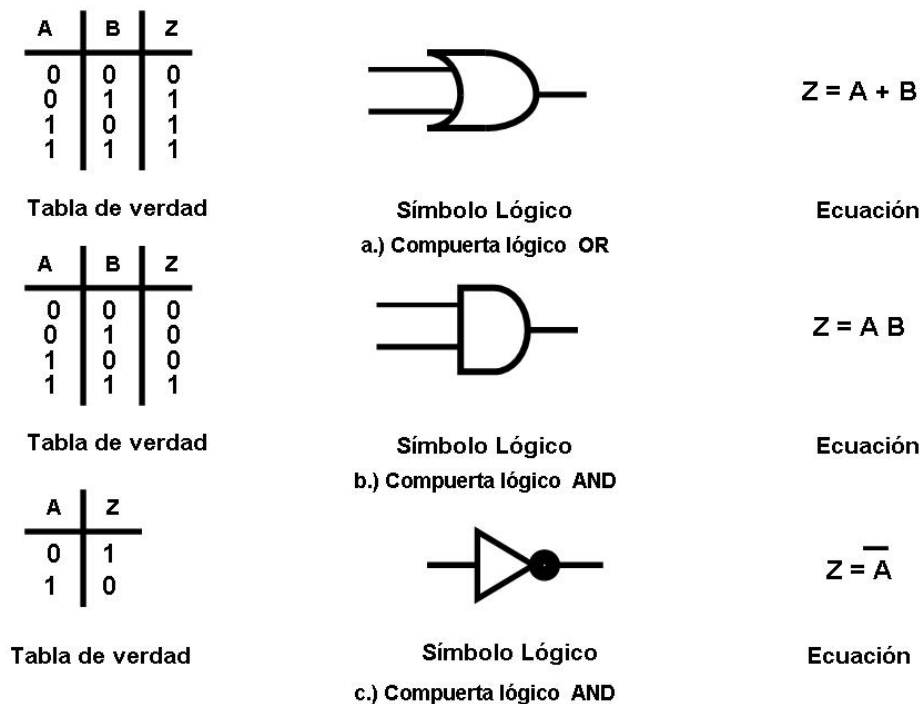 A B Z
0 0 0
0 1 1
1 0 1
1 1 1
Z = A + B
Tabla de verdad
Símbolo Lógico
Ecuación
a.) Compuerta lógico OR
A B Z
0 0 0
0 1 0
1 0 0
1 1 1
Z = A B
Tabla de verdad
Símbolo Lógico
Ecuación
b.) Compuerta lógico AND
A Z
0 1
1 0
Z = A̅
Tabla de verdad
Símbolo Lógico
Ecuación
c.) Compuerta lógico AND